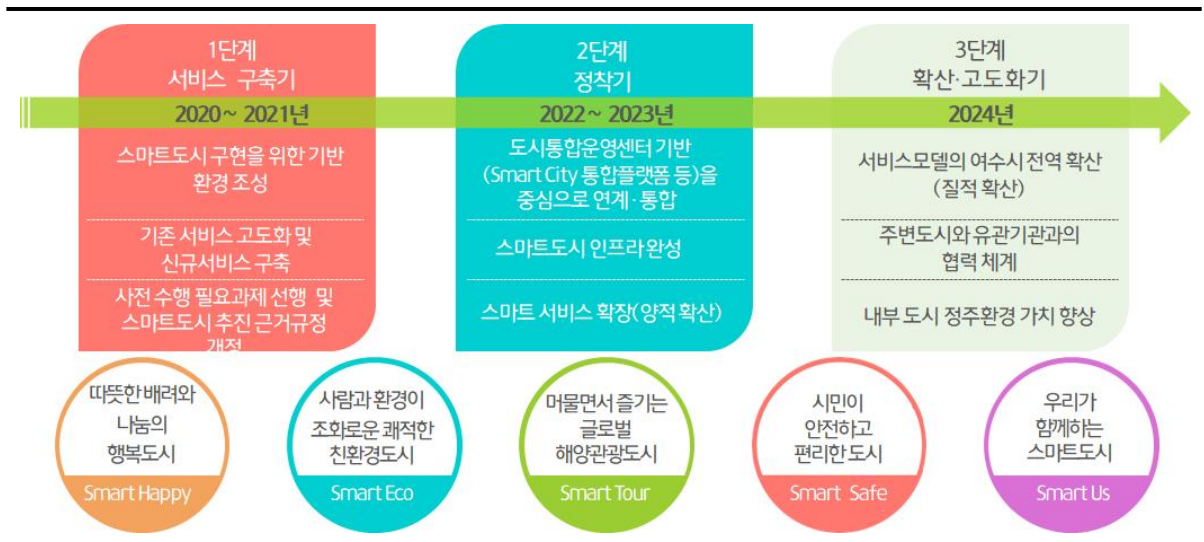 1단계
서비스 구축기
2020~ 2021년
스마트도시 구현을 위한 기반
환경 조성
기존 서비스 고도화 및
신규서비스 구축
사전 수행 필요과제 선행 및
스마트도시 추진 근거규정
개정
2단계
정착기
2022~ 2023년
도시통합운영센터 기반
(Smart City 통합플랫폼 등)을
중심으로 연계·통합
스마트도시 인프라 완성
스마트 서비스 확장(양적 확산)
3단계
확산·고도화기
2024년
서비스모델의 여수시 전역 확산
(질적 확산)
주변도시와 유관기관과의
협력 체계
내부 도시 정주환경 가치 향상
따뜻한 배려와
나눔의
행복도시
Smart Happy
사람과 환경이
조화로운 쾌적한
친환경도시
Smart Eco
머물면서 즐기는
글로벌
해양관광도시
Smart Tour
시민이
안전하고
편리한 도시
Smart Safe
우리가
함께하는
스마트도시
Smart Us